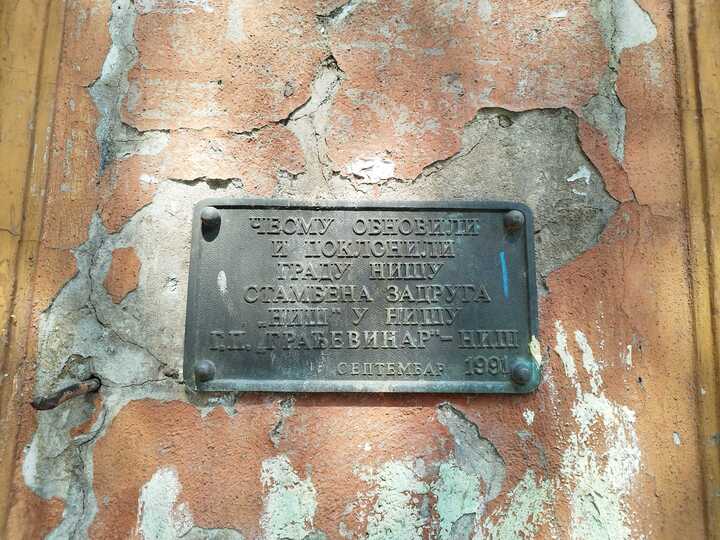 ЧЕСМУ ОБНОВИЛИ
И ПОКЛОНИЛИ
ГРАДУ НИШУ
СТАМБЕНА ЗАДРУГА
„НИШ" У НИШУ
Г.П. „ГРАЂЕВИНАР"-НИШ
СЕПТЕМБАР 1991